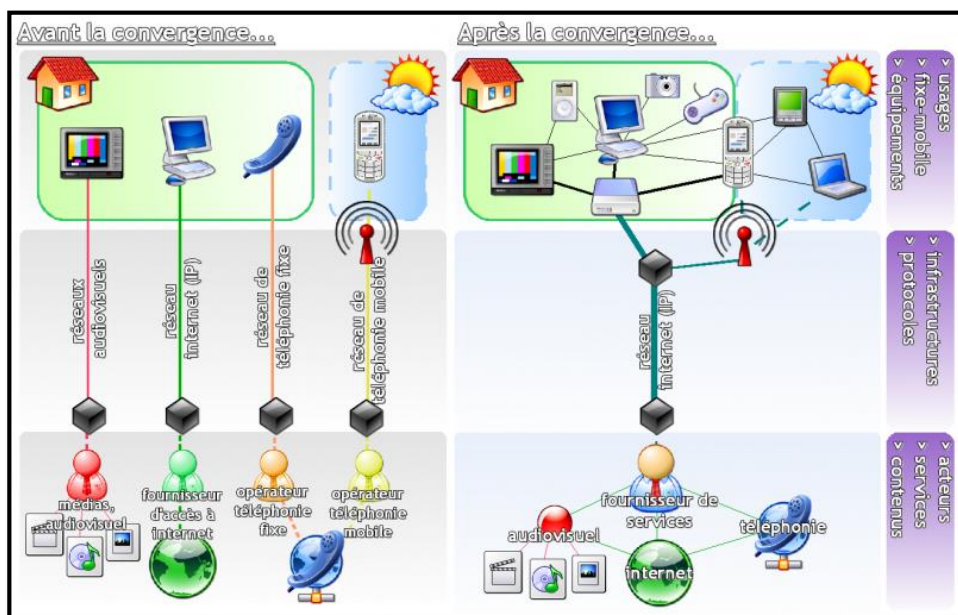 Avant la convergence...
réseaux
audiovisuels
réseau
internet (IP)
réseau de
téléphonie fixe
réseau de
téléphonie mobile
médias,
audiovisuel
fournisseur
d'accès à
internet
opérateur
téléphonie
fixe
opérateur
téléphonie
mobile
Après la convergence...
réseau
internet (IP)
fournisseur de
services
audiovisuel
internet
téléphonie
> usages
> fixe-mobile
> équipements
> infrastructures
> protocoles
> acteurs
> services
> contenus